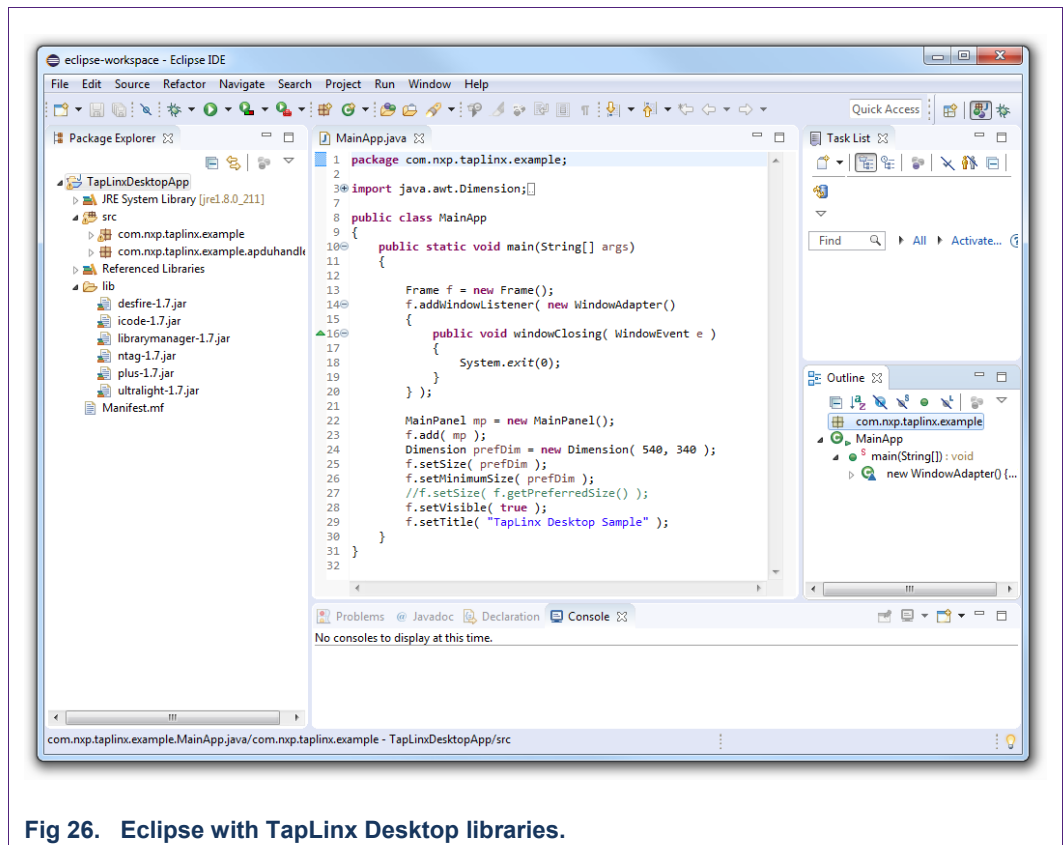 eclipse-workspace - Eclipse IDE
File Edit Source Refactor Navigate Search Project Run Window Help
Quick Access
Package Explorer
TapLinxDesktopApp
JRE System Library [jre1.8.0_211]
src
com.nxp.taplinx.example
com.nxp.taplinx.example.apduhandle
Referenced Libraries
lib
desfire-1.7.jar
icode-1.7.jar
librarymanager-1.7.jar
ntag-1.7.jar
plus-1.7.jar
ultralight-1.7.jar
Manifest.mf
MainApp.java
1 package com.nxp.taplinx.example;
2
3 import java.awt.Dimension;
7
8 public class MainApp
9 {
10 public static void main(String[] args)
11 {
12
13 Frame f = new Frame();
14 f.addWindowListener( new WindowAdapter()
15 {
16 public void windowClosing( WindowEvent e )
17 {
18 System.exit(0);
19 }
20 } );
21
22 MainPanel mp = new MainPanel();
23 f.add( mp );
24 Dimension prefDim = new Dimension( 540, 340 );
25 f.setSize( prefDim );
26 f.setMinimumSize( prefDim );
27 //f.setSize( f.getPreferredSize() );
28 f.setVisible( true );
29 f.setTitle( "TapLinx Desktop Sample" );
30 }
31 }
32
Task List
Find All Activate...
Outline
com.nxp.taplinx.example
MainApp
main(String[]) : void
new WindowAdapter() {...
Problems @ Javadoc Declaration Console
No consoles to display at this time.
com.nxp.taplinx.example.MainApp.java/com.nxp.taplinx.example - TapLinxDesktopApp/src
Fig 26. Eclipse with TapLinx Desktop libraries.